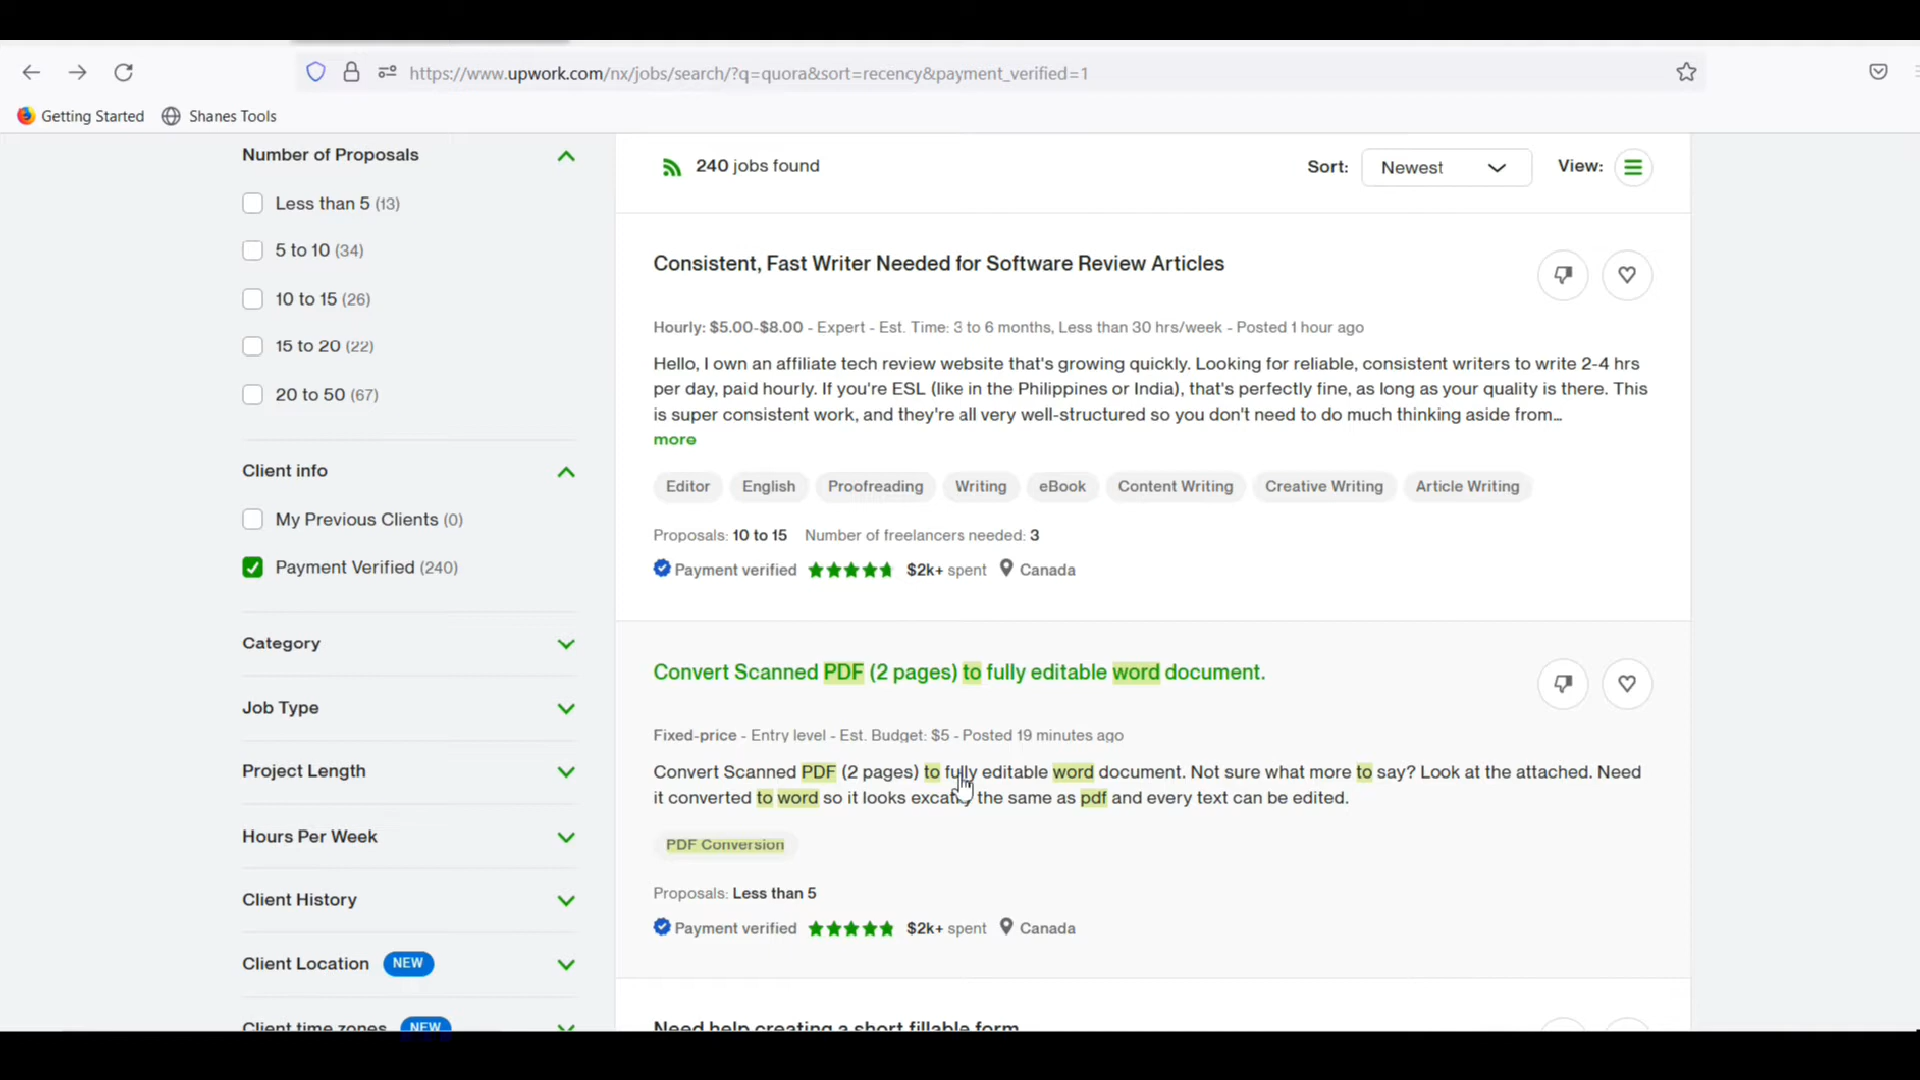 https://www.upwork.com/nx/jobs/search/?q=quora&sort=recency&payment_verified=1
Getting Started Shanes Tools
Number of Proposals
Less than 5 (13)
5 to 10 (34)
10 to 15 (26)
15 to 20 (22)
20 to 50 (67)
Client info
My Previous Clients (0)
Payment Verified (240)
Category
Job Type
Project Length
Hours Per Week
Client History
Client Location NEW
Client time zones NEW
240 jobs found
Sort: Newest View:
Consistent, Fast Writer Needed for Software Review Articles
Hourly: $5.00-$8.00 - Expert - Est. Time: 3 to 6 months, Less than 30 hrs/week - Posted 1 hour ago
Hello, I own an affiliate tech review website that's growing quickly. Looking for reliable, consistent writers to write 2-4 hrs
per day, paid hourly. If you're ESL (like in the Philippines or India), that's perfectly fine, as long as your quality is there. This
is super consistent work, and they're all very well-structured so you don't need to do much thinking aside from...
more
Editor English Proofreading Writing eBook Content Writing Creative Writing Article Writing
Proposals: 10 to 15 Number of freelancers needed: 3
Payment verified $2k+ spent Canada
Convert Scanned PDF (2 pages) to fully editable word document.
Fixed-price - Entry level - Est. Budget: $5 - Posted 19 minutes ago
Convert Scanned PDF (2 pages) to fully editable word document. Not sure what more to say? Look at the attached. Need
it converted to word so it looks excatly the same as pdf and every text can be edited.
PDF Conversion
Proposals: Less than 5
Payment verified $2k+ spent Canada
Need help creating a short fillable form